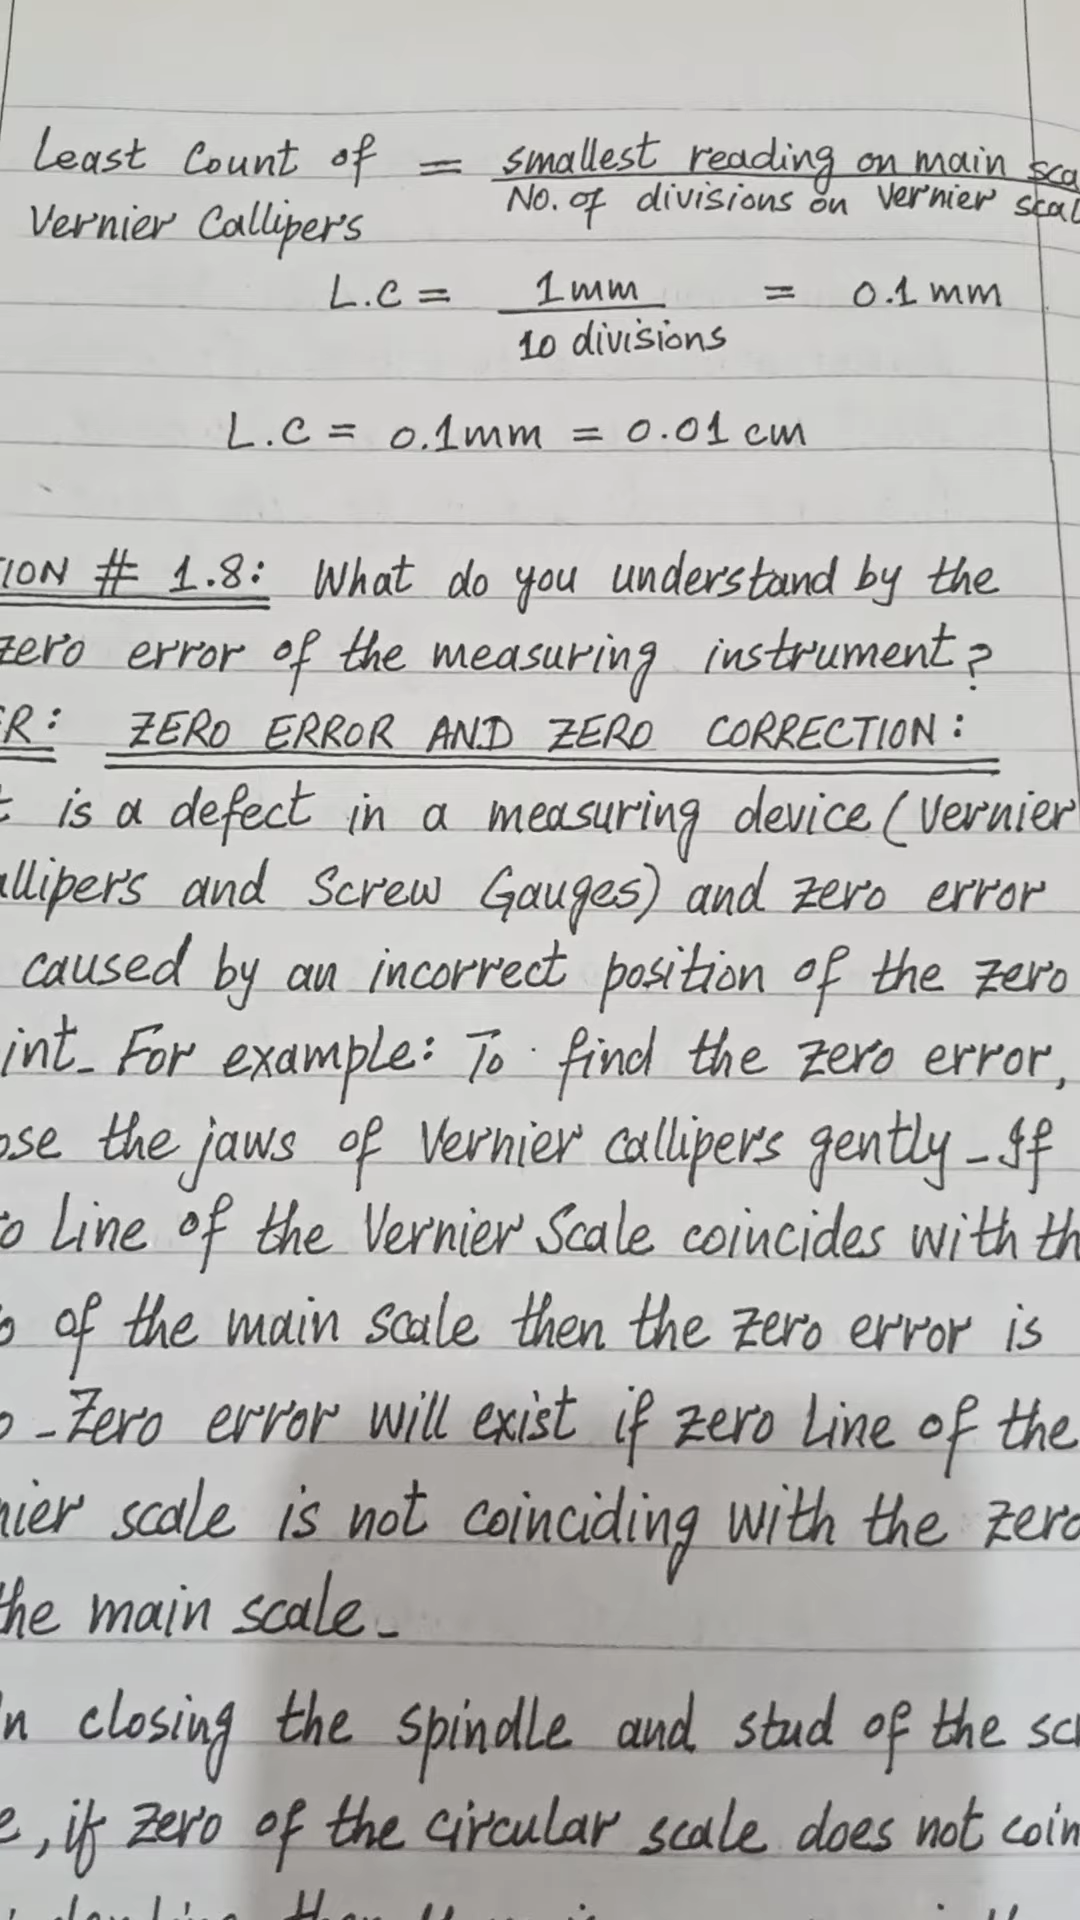 Least Count of = smallest reading on main sca
Vernier Callipers No. of divisions on Vernier scal
L.C = 1mm = 0.1 mm
10 divisions
L.C = 0.1mm = 0.01 cm
ION # 1.8: What do you understand by the
zero error of the measuring instrument?
ER: ZERO ERROR AND ZERO CORRECTION:
t is a defect in a measuring device (Vernier
allipers and Screw Gauges) and zero error
caused by an incorrect position of the zero
int. For example: To find the zero error,
ose the jaws of Vernier callipers gently. If
o Line of the Vernier Scale coincides with th
o of the main scale then the zero error is
o. Zero error will exist if zero Line of the
nier scale is not coinciding with the zero
the main scale.
On closing the spindle and stud of the scr
e, if zero of the circular scale does not coin